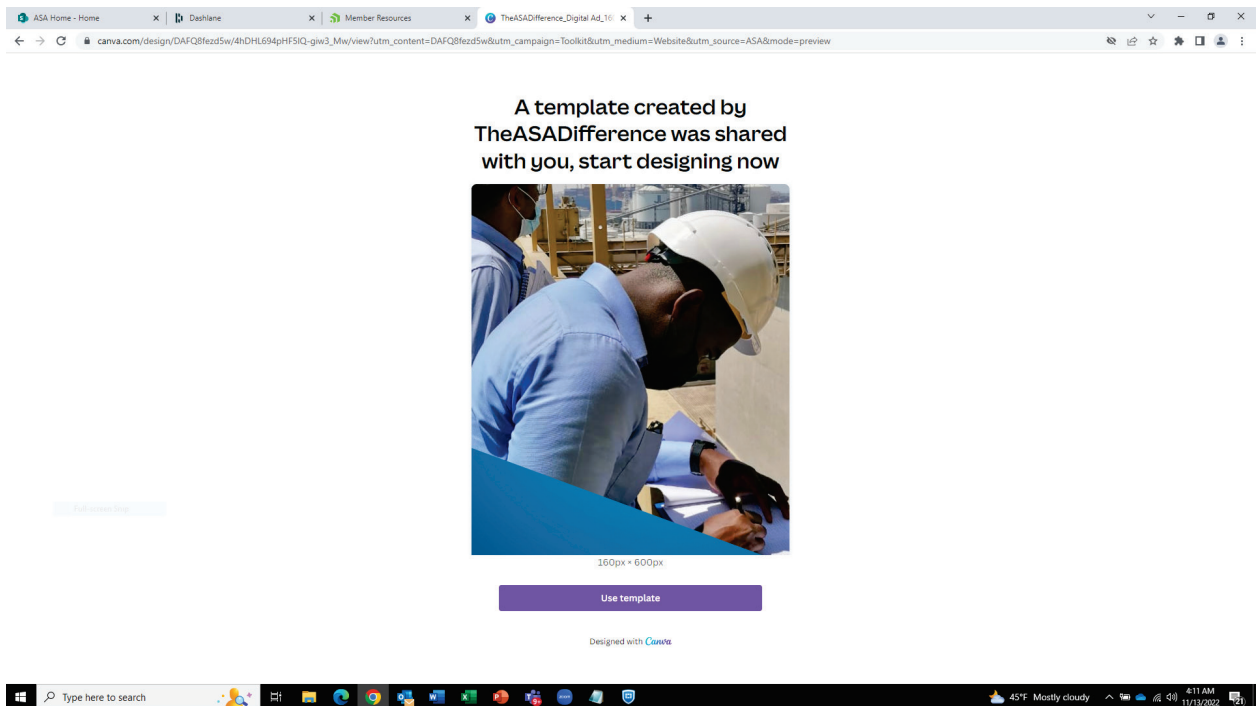 ASA Home - Home
Dashlane
Member Resources
TheASADifference_Digital Ad_16
canva.com/design/DAFQ8fezd5w/4hDHL694pHF5IQ-giw3_Mw/view?utm_content=DAFQ8fezd5w&utm_campaign=Toolkit&utm_medium=Website&utm_source=ASA&mode=preview
A template created by
TheASADifference was shared
with you, start designing now
160px × 600px
Use template
Designed with Canva
Type here to search
45°F Mostly cloudy
4:11 AM
11/13/2022
21